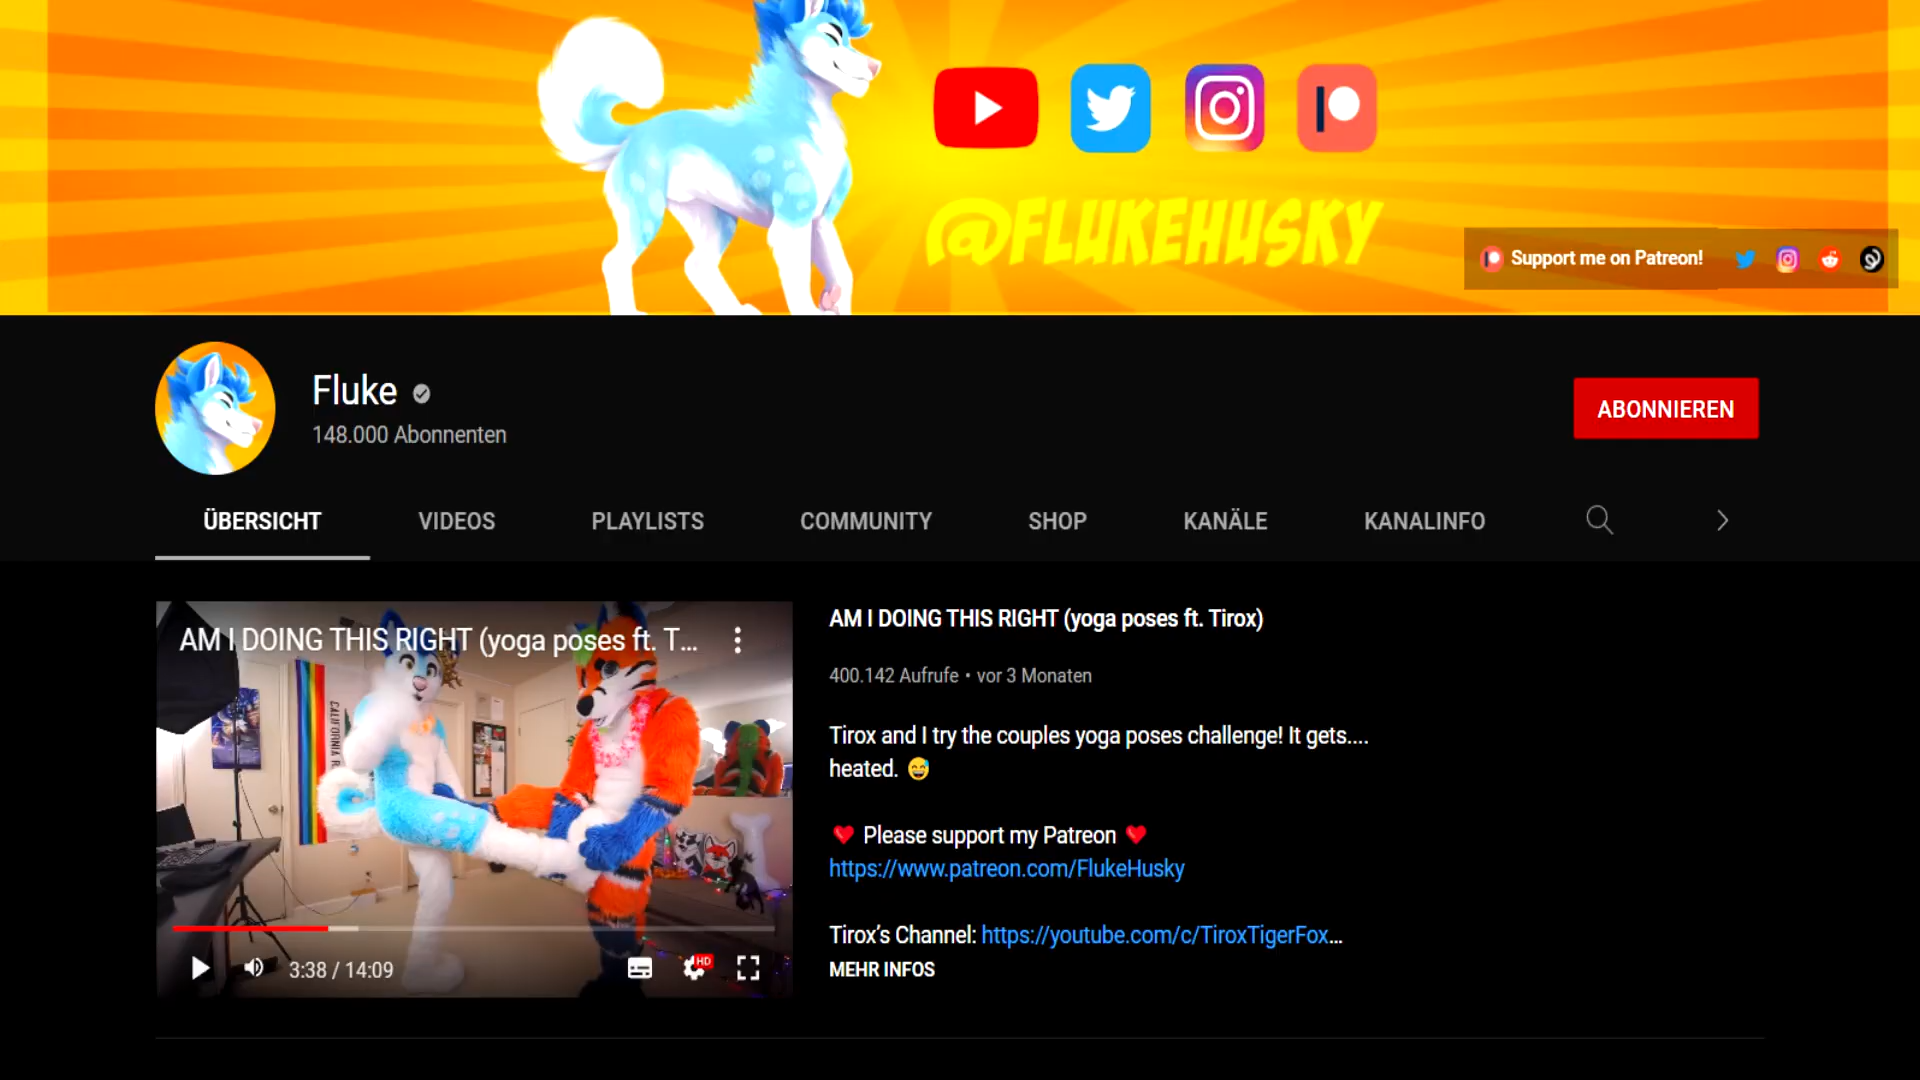 @FLUKEHUSKY
Support me on Patreon!
Fluke
148.000 Abonnenten
ABONNIEREN
ÜBERSICHT
VIDEOS
PLAYLISTS
COMMUNITY
SHOP
KANÄLE
KANALINFO
AM I DOING THIS RIGHT (yoga poses ft. T...
CALIFORNIA R
3:38 / 14:09
HD
AM I DOING THIS RIGHT (yoga poses ft. Tirox)
400.142 Aufrufe • vor 3 Monaten
Tirox and I try the couples yoga poses challenge! It gets....
heated. 😅
❤️ Please support my Patreon ❤️
https://www.patreon.com/FlukeHusky
Tirox’s Channel: https://youtube.com/c/TiroxTigerFox...
MEHR INFOS